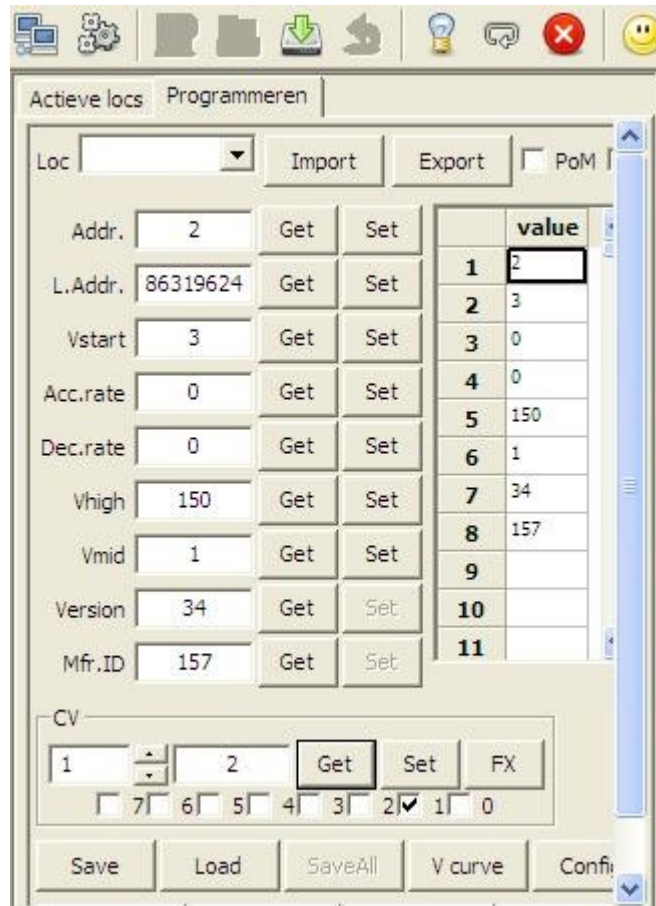 Actieve locs Programmeren
Loc Import Export PoM
Addr. 2 Get Set
L.Addr. 86319624 Get Set
Vstart 3 Get Set
Acc.rate 0 Get Set
Dec.rate 0 Get Set
Vhigh 150 Get Set
Vmid 1 Get Set
Version 34 Get Set
Mfr.ID 157 Get Set
value
1 2
2 3
3 0
4 0
5 150
6 1
7 34
8 157
9
10
11
CV
1 2 Get Set FX
7 6 5 4 3 2 1 0
Save Load SaveAll V curve Config